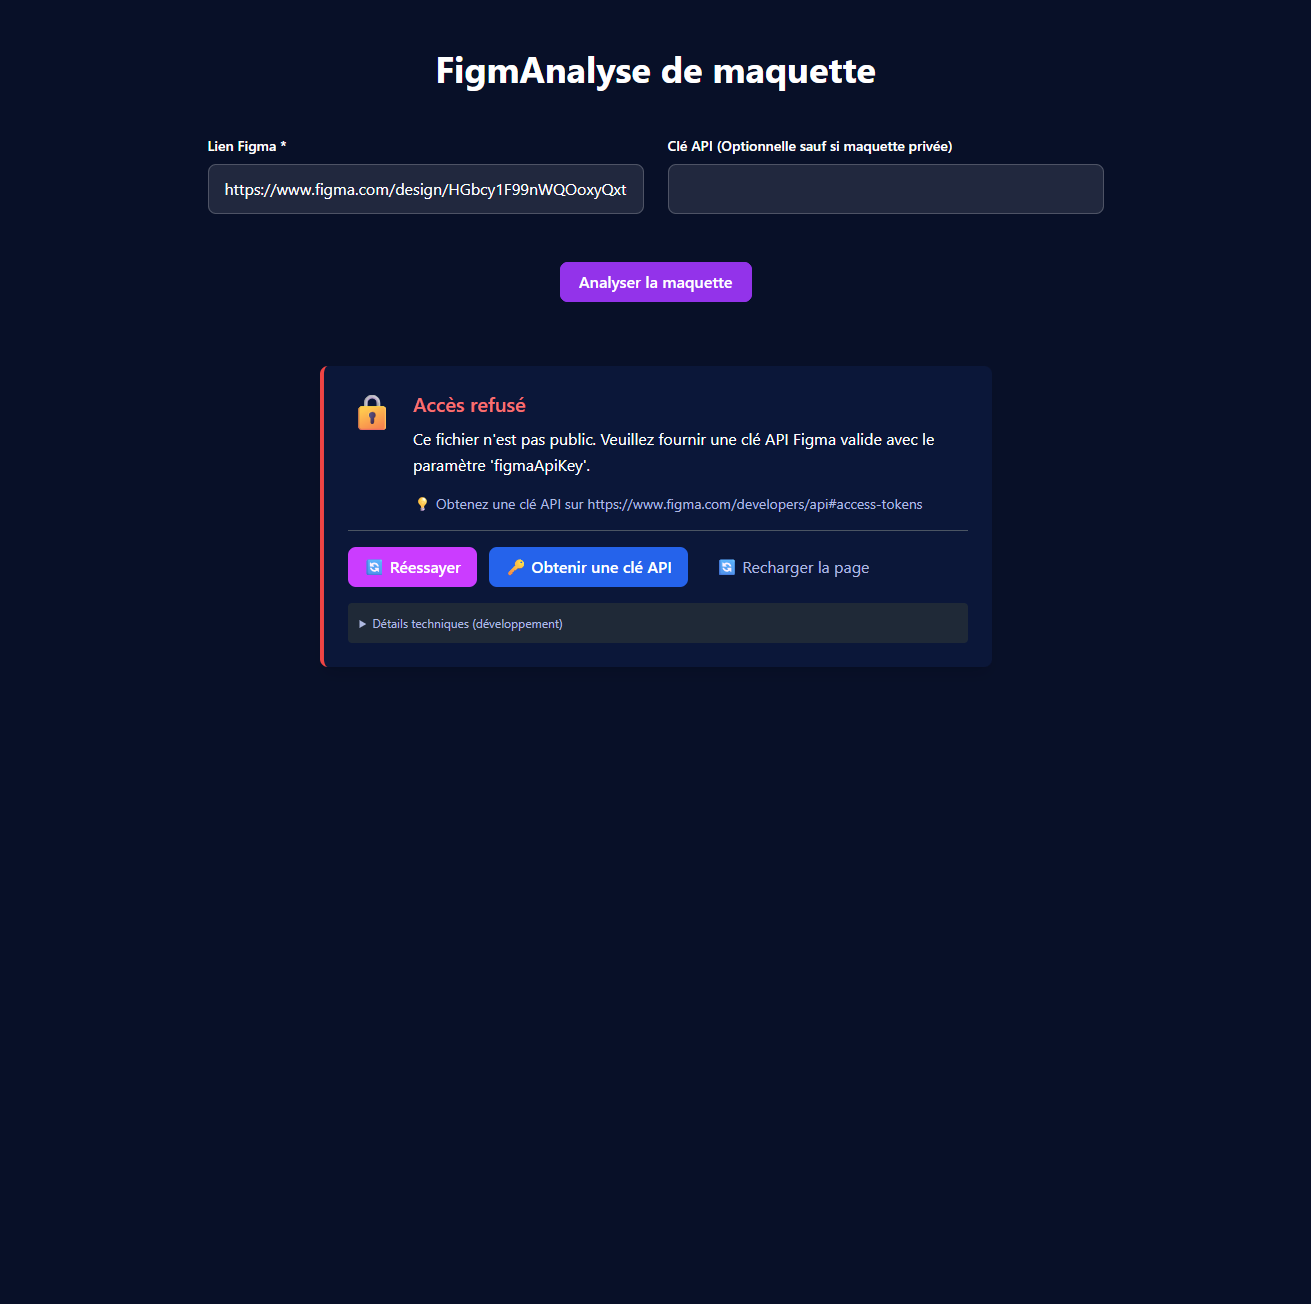 FigmAnalyse de maquette
Lien Figma *
Clé API (Optionnelle sauf si maquette privée)
https://www.figma.com/design/HGbcy1F99nWQOoxyQxt
Analyser la maquette
Accès refusé
Ce fichier n'est pas public. Veuillez fournir une clé API Figma valide avec le
paramètre 'figmaApiKey'.
Obtenez une clé API sur https://www.figma.com/developers/api#access-tokens
Réessayer
Obtenir une clé API
Recharger la page
Détails techniques (développement)